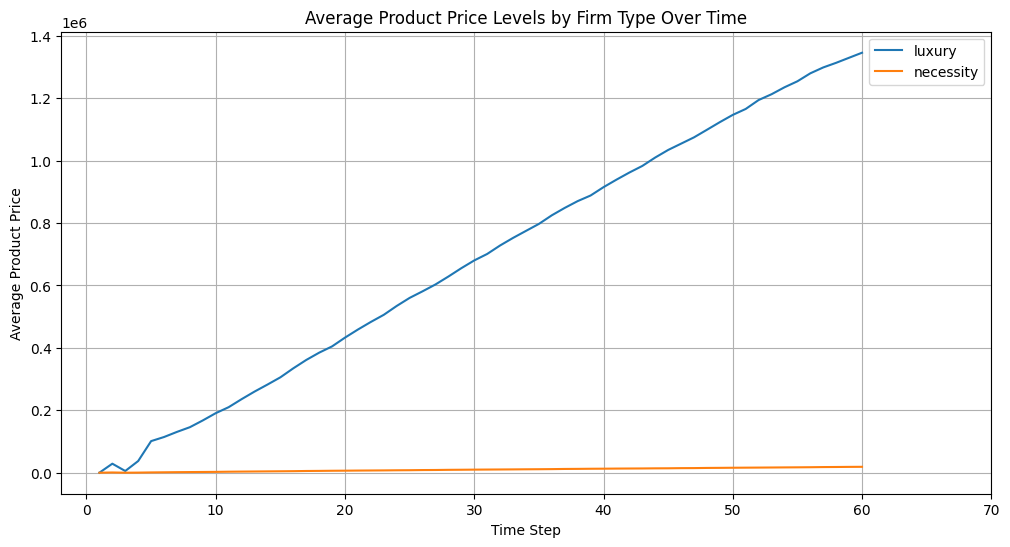 Average Product Price Levels by Firm Type Over Time
1e6
1.4
1.2
1.0
0.8
0.6
0.4
0.2
0.0
Average Product Price
luxury
necessity
0 10 20 30 40 50 60 70
Time Step